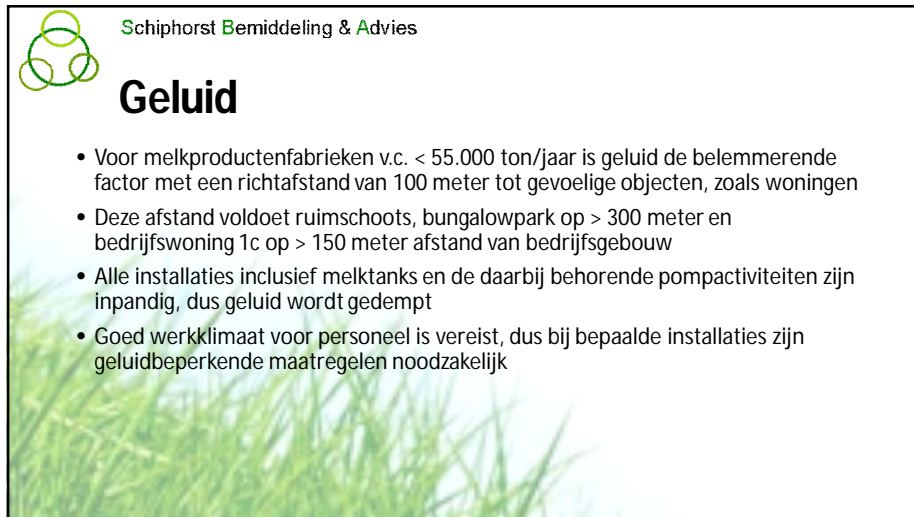 Schiphorst Bemiddeling & Advies
Geluid
• Voor melkproductenfabrieken v.c. < 55.000 ton/jaar is geluid de belemmerende
factor met een richtafstand van 100 meter tot gevoelige objecten, zoals woningen
• Deze afstand voldoet ruimschoots, bungalowpark op > 300 meter en
bedrijfswoning 1c op > 150 meter afstand van bedrijfsgebouw
• Alle installaties inclusief melktanks en de daarbij behorende pompactiviteiten zijn
inpandig, dus geluid wordt gedempt
• Goed werkklimaat voor personeel is vereist, dus bij bepaalde installaties zijn
geluidbeperkende maatregelen noodzakelijk